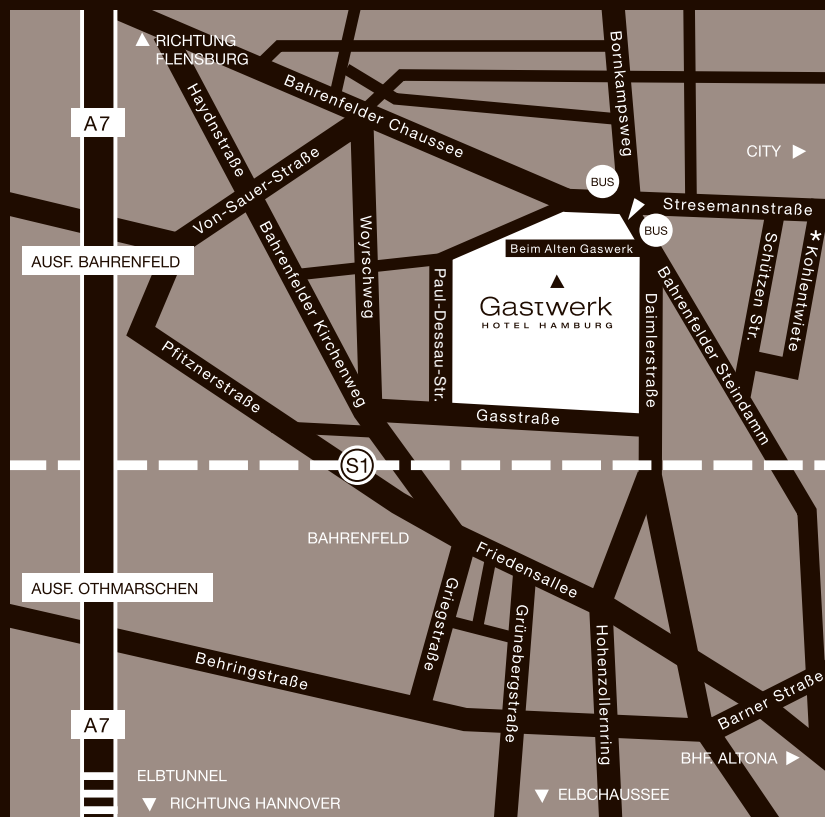 RICHTUNG
FLENSBURG
A7
Haydnstraße
Bahrenfelder Chaussee
Bornkampsweg
CITY
Von-Sauer-Straße
BUS
Stresemannstraße
BUS
AUSF. BAHRENFELD
Bahrenfelder Kirchenweg
Woyrschweg
Paul-Dessau-Str.
Beim Alten Gaswerk
Gastwerk
HOTEL HAMBURG
Daimlerstraße
Bahrenfelder Steindamm
Schützen Str.
* Kohlentwiete
Pfitznerstraße
Gasstraße
S1
BAHRENFELD
Friedensallee
AUSF. OTHMARSCHEN
Griegstraße
Grünebergstraße
Hohenzollernring
Behringstraße
Barner Straße
A7
BHF. ALTONA
ELBTUNNEL
RICHTUNG HANNOVER
ELBCHAUSSEE